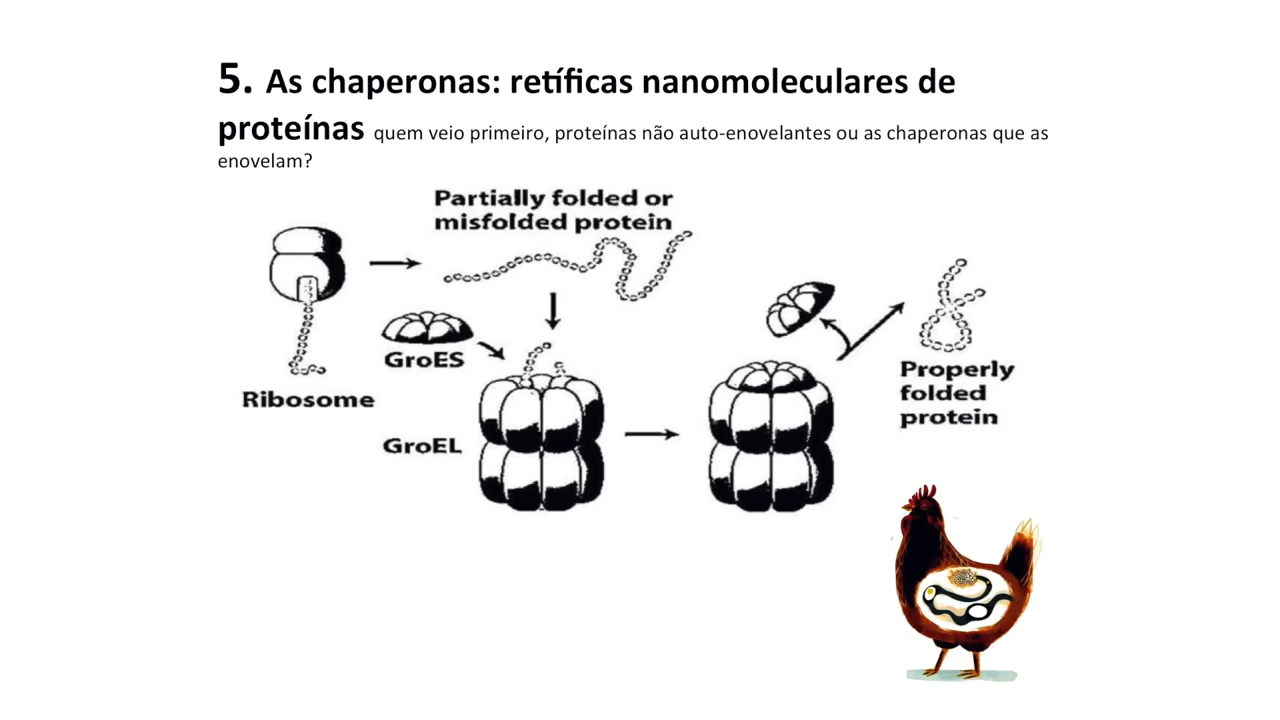 5. As chaperonas: retíficas nanomoleculares de
proteínas quem veio primeiro, proteínas não auto-enovelantes ou as chaperonas que as
enovelam?
Partially folded or
misfolded protein
GroES
Ribosome
GroEL
Properly
folded
protein